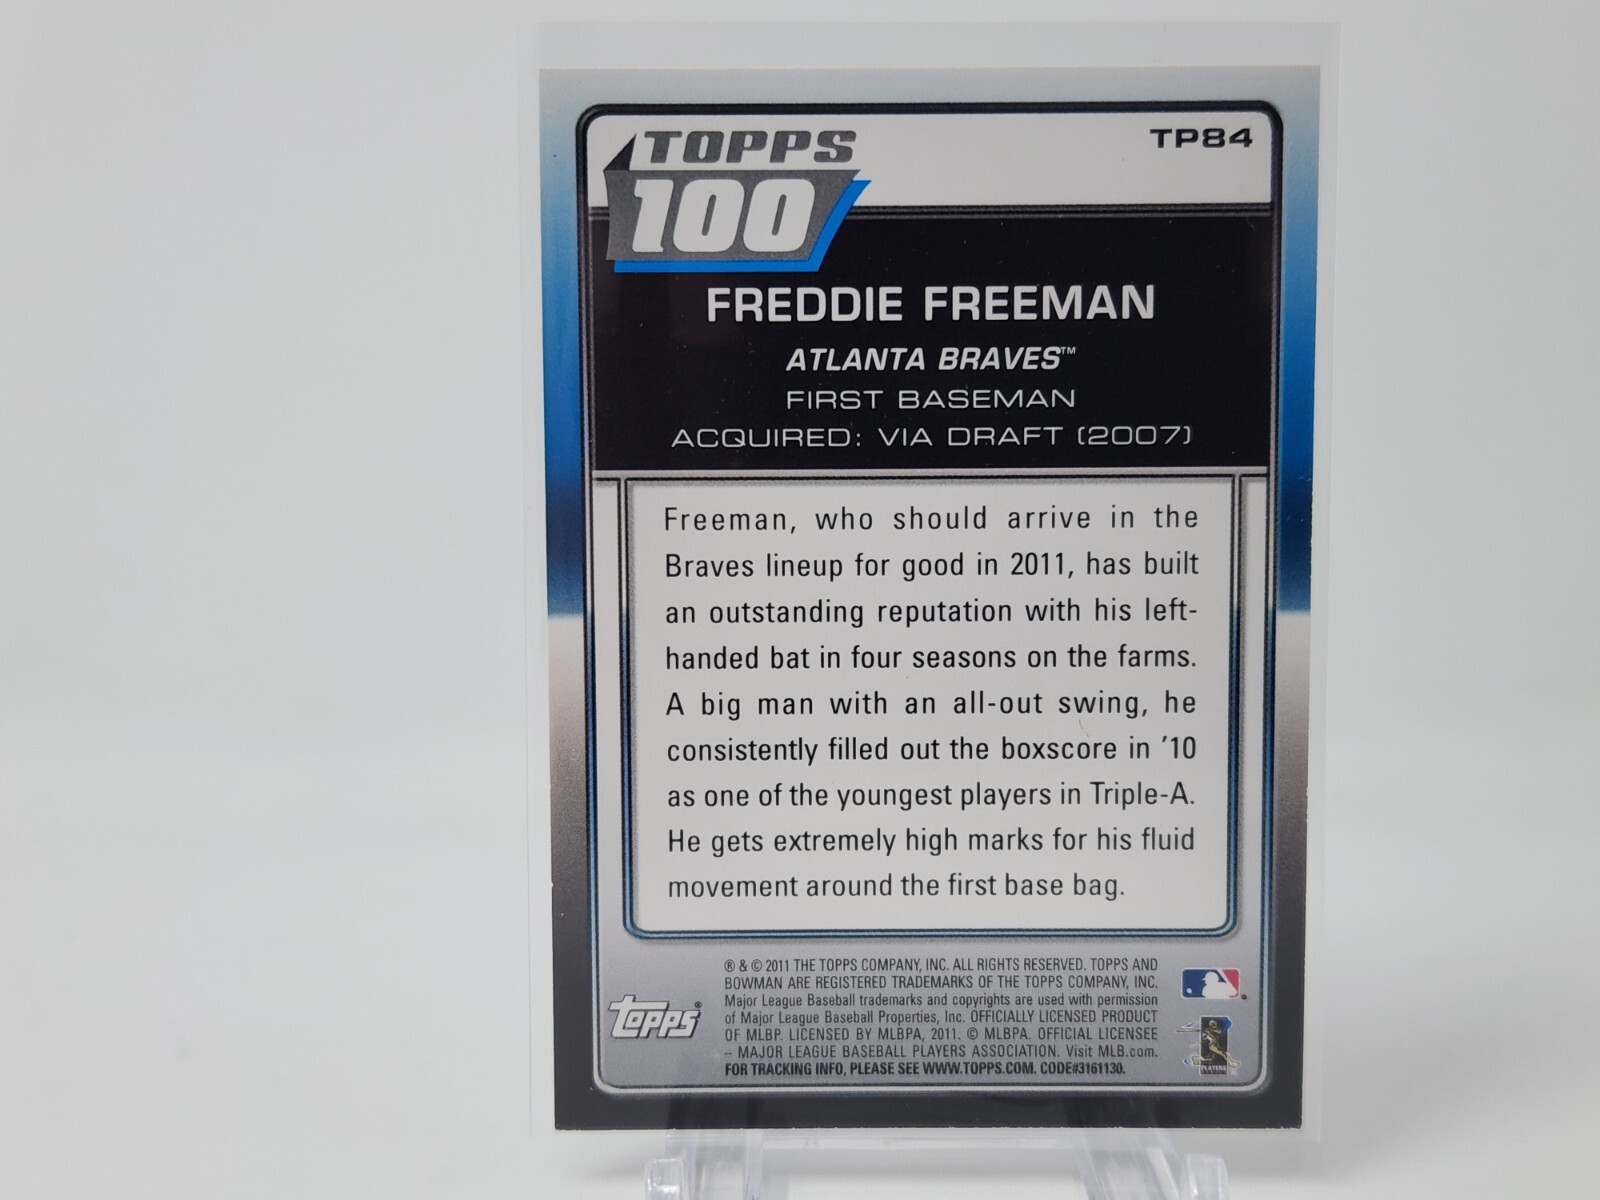 TOPPS
100
TP84
FREDDIE FREEMAN
ATLANTA BRAVES™
FIRST BASEMAN
ACQUIRED: VIA DRAFT (2007)
Freeman, who should arrive in the
Braves lineup for good in 2011, has built
an outstanding reputation with his left-
handed bat in four seasons on the farms.
A big man with an all-out swing, he
consistently filled out the boxscore in '10
as one of the youngest players in Triple-A.
He gets extremely high marks for his fluid
movement around the first base bag.
® & © 2011 THE TOPPS COMPANY, INC. ALL RIGHTS RESERVED. TOPPS AND
BOWMAN ARE REGISTERED TRADEMARKS OF THE TOPPS COMPANY, INC.
Major League Baseball trademarks and copyrights are used with permission
of Major League Baseball Properties, Inc. OFFICIALLY LICENSED PRODUCT
OF MLBP. LICENSED BY MLBPA, 2011. © MLBPA. OFFICIAL LICENSEE
– MAJOR LEAGUE BASEBALL PLAYERS ASSOCIATION. Visit MLB.com.
FOR TRACKING INFO, PLEASE SEE WWW.TOPPS.COM. CODE#3161130.
Topps®
PLAYERS